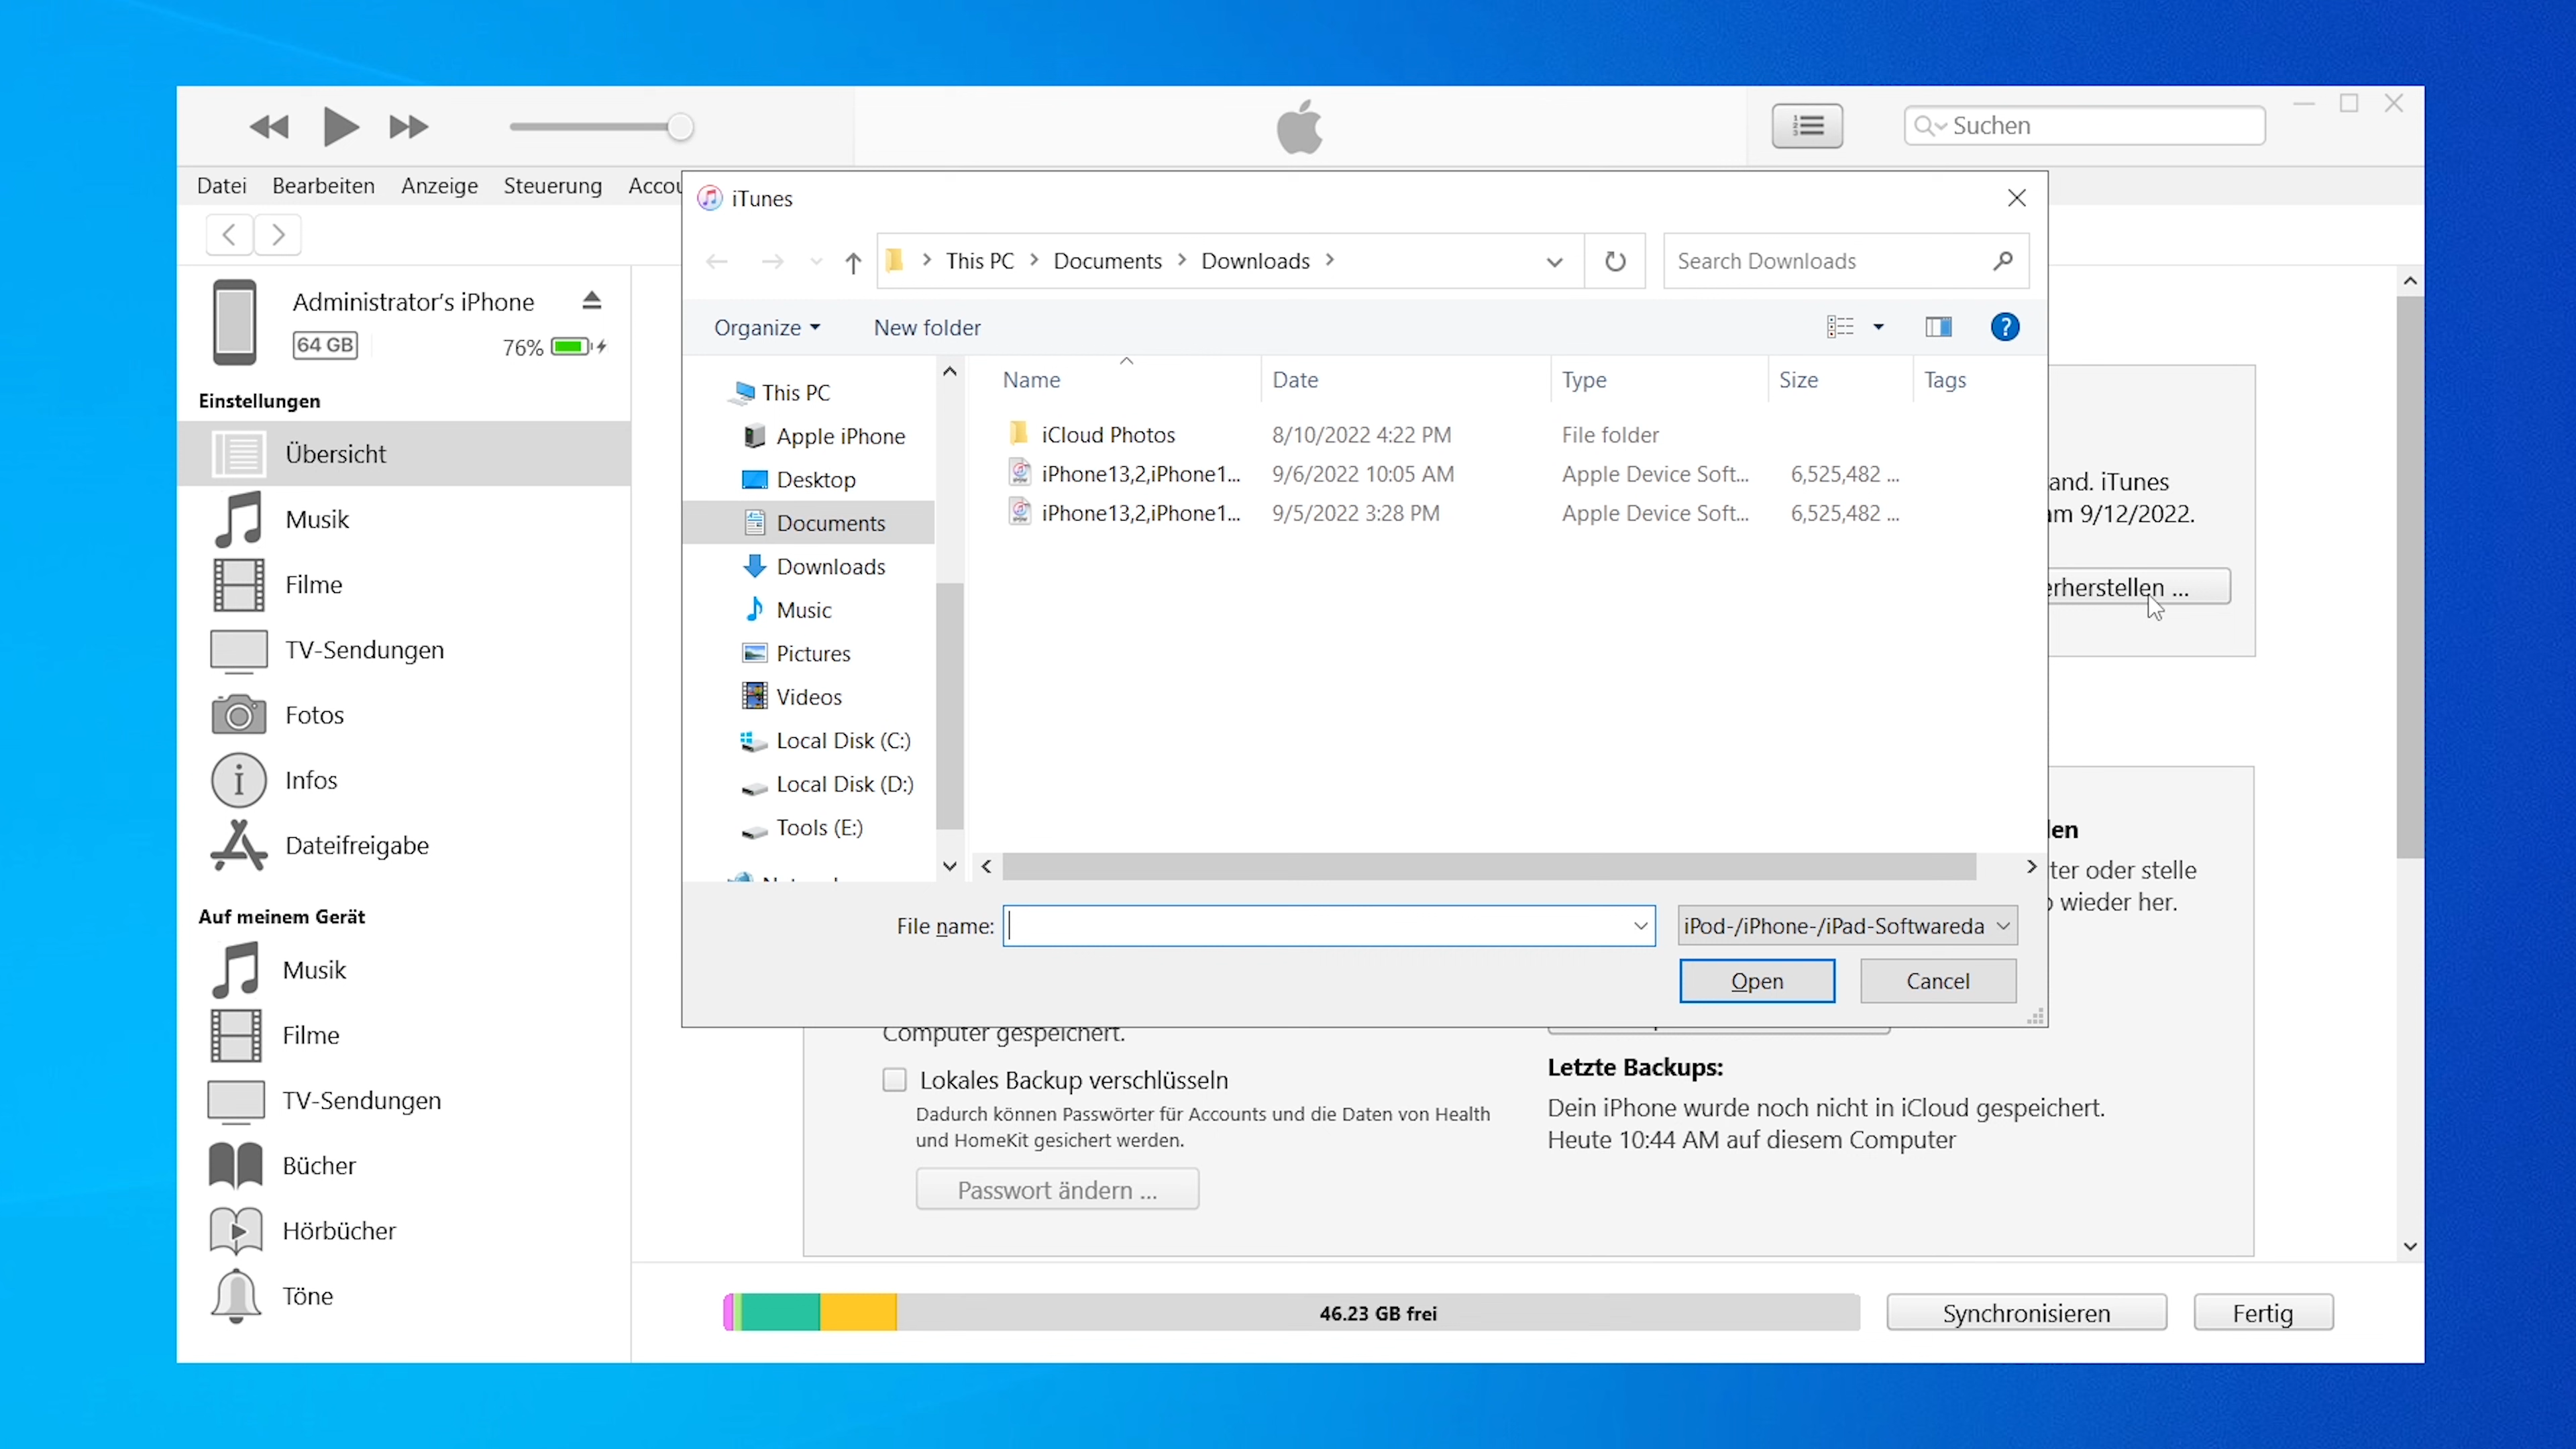 Suchen
Datei Bearbeiten Anzeige Steuerung Accou
iTunes
This PC Documents Downloads
Search Downloads
Administrator's iPhone
64 GB
76%
Organize New folder
Einstellungen
Übersicht
Musik
Filme
TV-Sendungen
Fotos
Infos
Dateifreigabe
Auf meinem Gerät
Musik
Filme
TV-Sendungen
Bücher
Hörbücher
Töne
This PC
Apple iPhone
Desktop
Documents
Downloads
Music
Pictures
Videos
Local Disk (C:)
Local Disk (D:)
Tools (E:)
Name Date Type Size Tags
iCloud Photos 8/10/2022 4:22 PM File folder
iPhone13,2,iPhone1... 9/6/2022 10:05 AM Apple Device Soft... 6,525,482 ...
iPhone13,2,iPhone1... 9/5/2022 3:28 PM Apple Device Soft... 6,525,482 ...
and. iTunes
am 9/12/2022.
erherstellen ...
len
ter oder stelle
wieder her.
File name:
iPod-/iPhone-/iPad-Softwareda
Open Cancel
Computer gespeichert.
Lokales Backup verschlüsseln
Dadurch können Passwörter für Accounts und die Daten von Health
und HomeKit gesichert werden.
Passwort ändern ...
Letzte Backups:
Dein iPhone wurde noch nicht in iCloud gespeichert.
Heute 10:44 AM auf diesem Computer
46.23 GB frei
Synchronisieren
Fertig